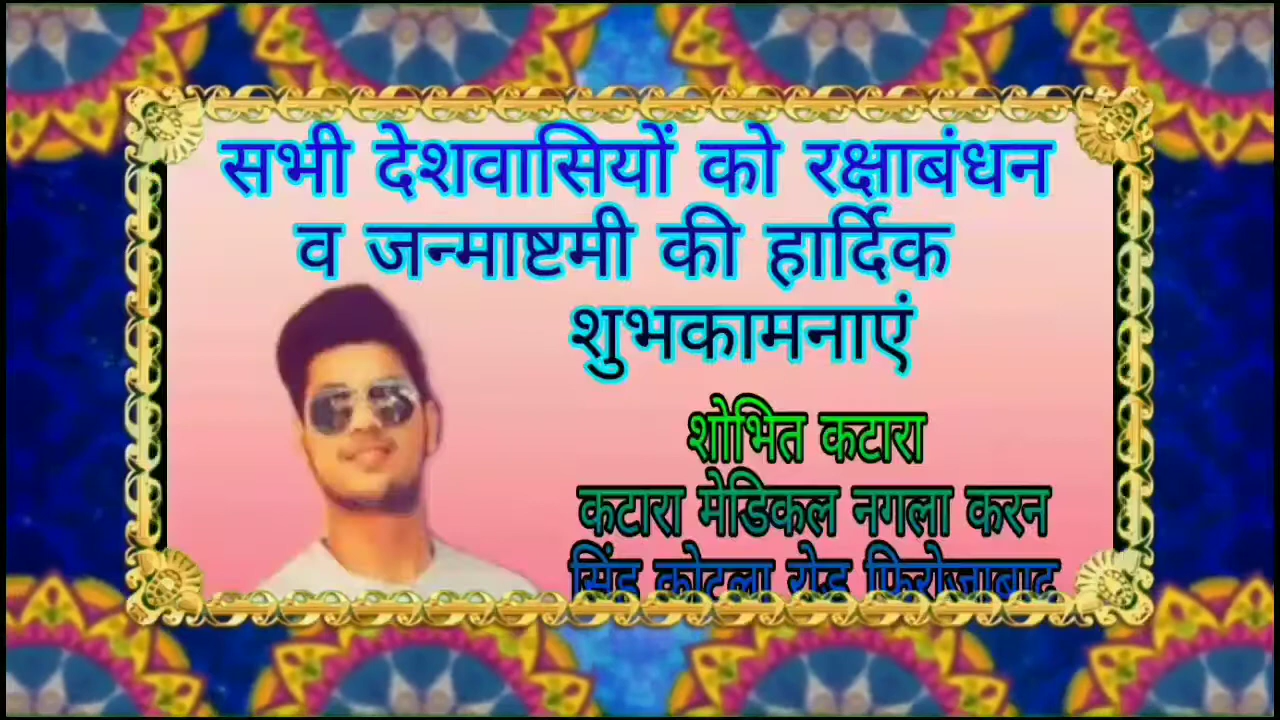 सभी देशवासियों को रक्षाबंधन
व जन्माष्टमी की हार्दिक
शुभकामनाएं
शोभित कटारा
कटारा मेडिकल नगला करन
सिंह कोटला रोड फिरोजाबाद